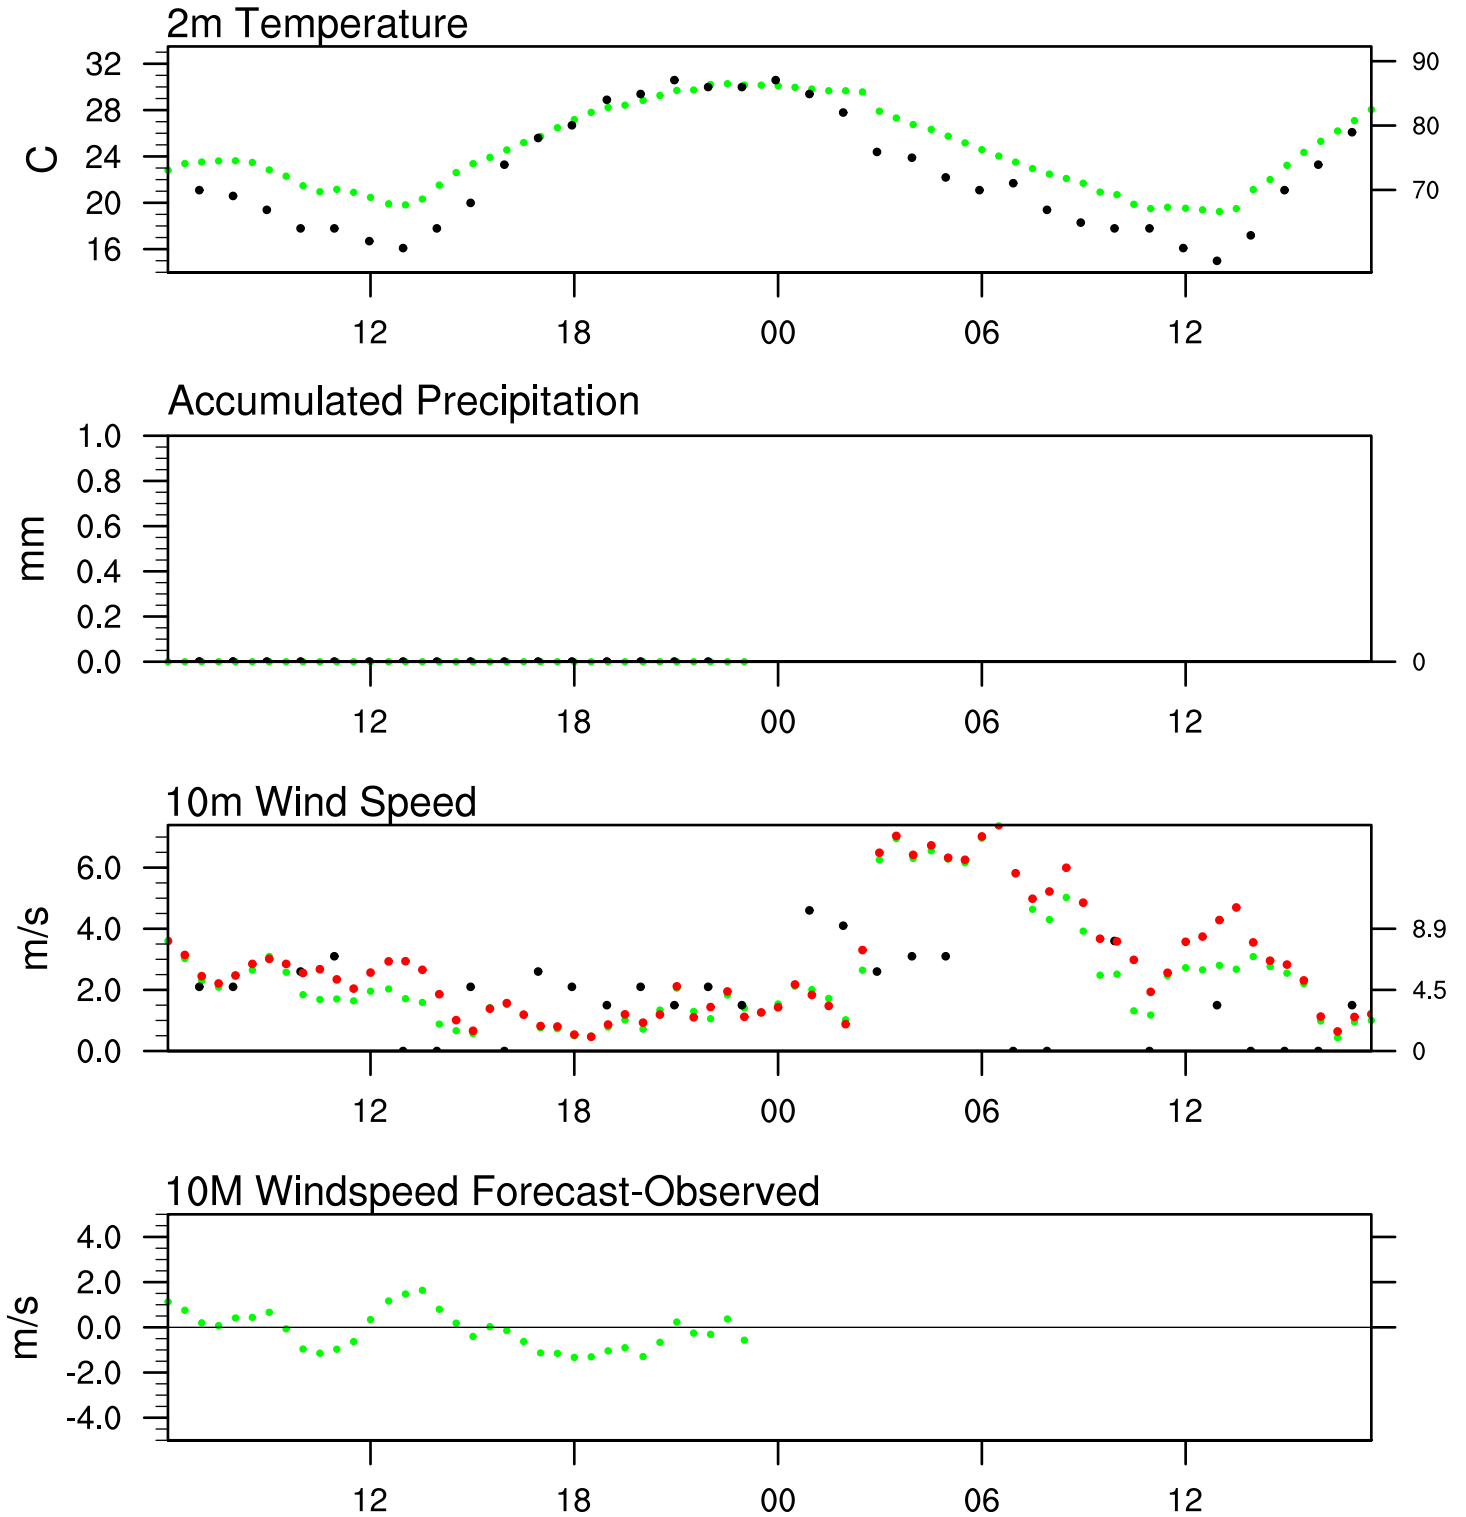 2m Temperature
32
28
24
20
16
C
90
80
70
12 18 00 06 12
Accumulated Precipitation
1.0
0.8
0.6
0.4
0.2
0.0
mm
0
12 18 00 06 12
10m Wind Speed
6.0
4.0
2.0
0.0
m/s
8.9
4.5
0
12 18 00 06 12
10M Windspeed Forecast-Observed
4.0
2.0
0.0
-2.0
-4.0
m/s
12 18 00 06 12